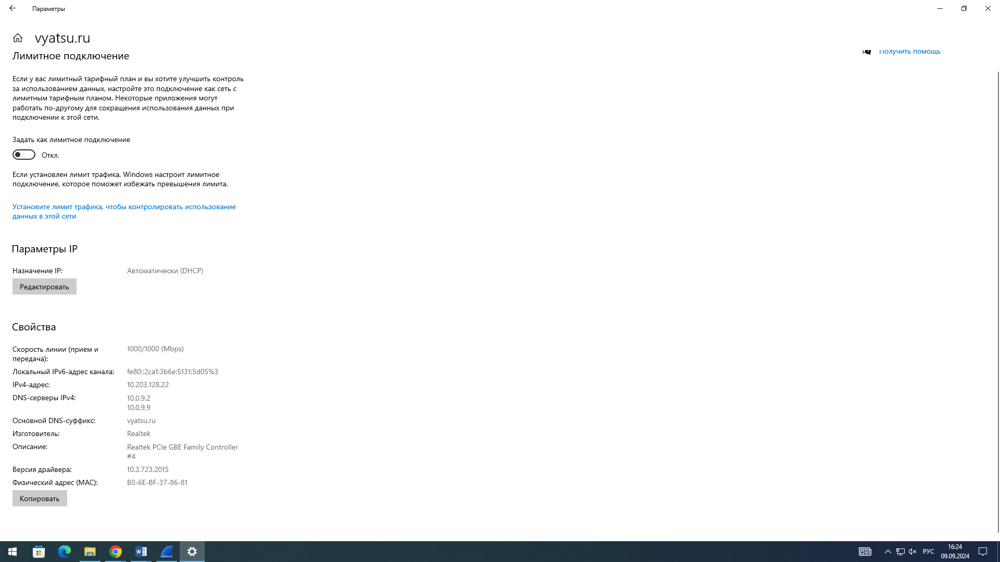 Параметры
vyatsu.ru
Лимитное подключение
Получить помощь
Если у вас лимитный тарифный план и вы хотите улучшить контроль
за использованием данных, настройте это подключение как сеть с
лимитным тарифным планом. Некоторые приложения могут
работать по-другому для сокращения использования данных при
подключении к этой сети.
Задать как лимитное подключение
Откл.
Если установлен лимит трафика, Windows настроит лимитное
подключение, которое поможет избежать превышения лимита.
Установите лимит трафика, чтобы контролировать использование
данных в этой сети
Параметры IP
Назначение IP: Автоматически (DHCP)
Редактировать
Свойства
Скорость линии (прием и 1000/1000 (Mbps)
передача):
Локальный IPv6-адрес канала: fe80::2ca1:3b6e:5131:5d05%3
IPv4-адрес: 10.203.128.22
DNS-серверы IPv4: 10.0.9.2
10.0.9.9
Основной DNS-суффикс: vyatsu.ru
Изготовитель: Realtek
Описание: Realtek PCIe GBE Family Controller
#4
Версия драйвера: 10.3.723.2015
Физический адрес (MAC): B0-6E-BF-37-86-81
Копировать
РУС
16:24
09.09.2024